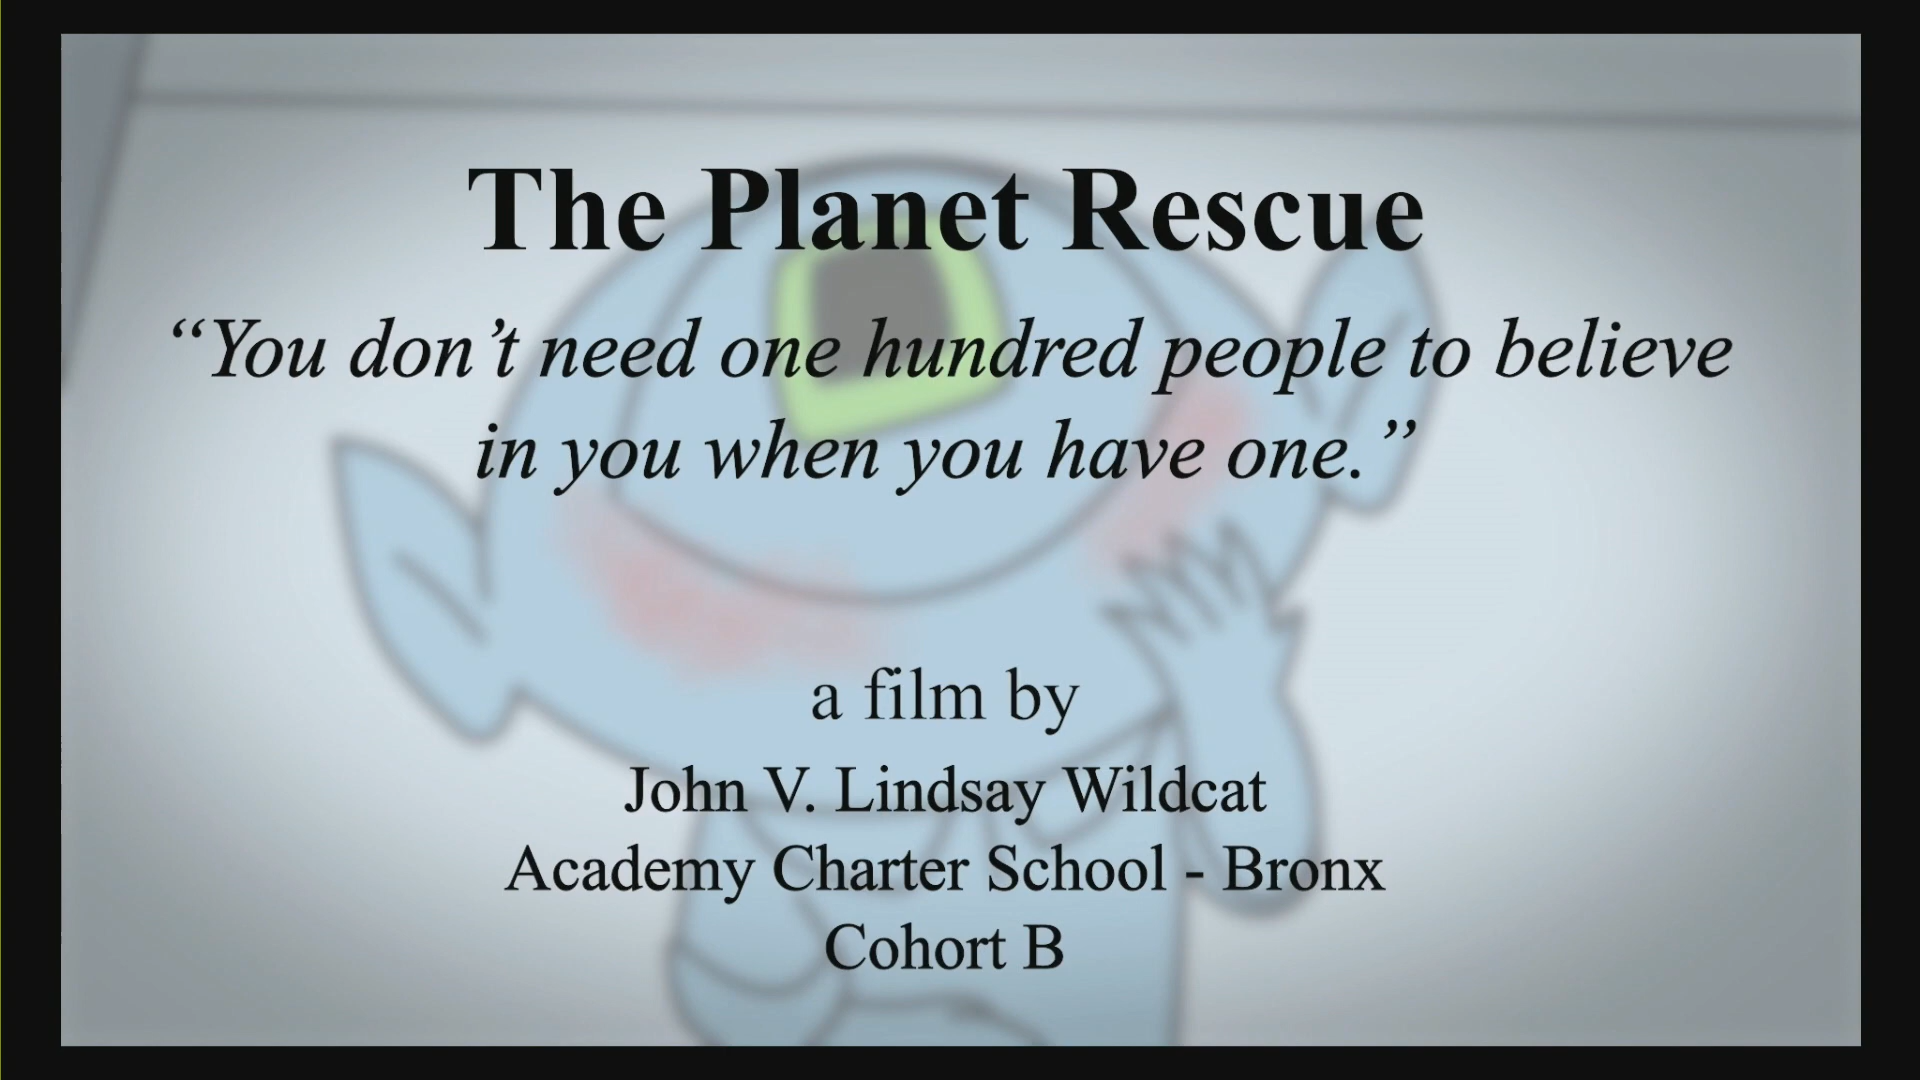 The Planet Rescue
“You don’t need one hundred people to believe
in you when you have one.”
a film by
John V. Lindsay Wildcat
Academy Charter School - Bronx
Cohort B